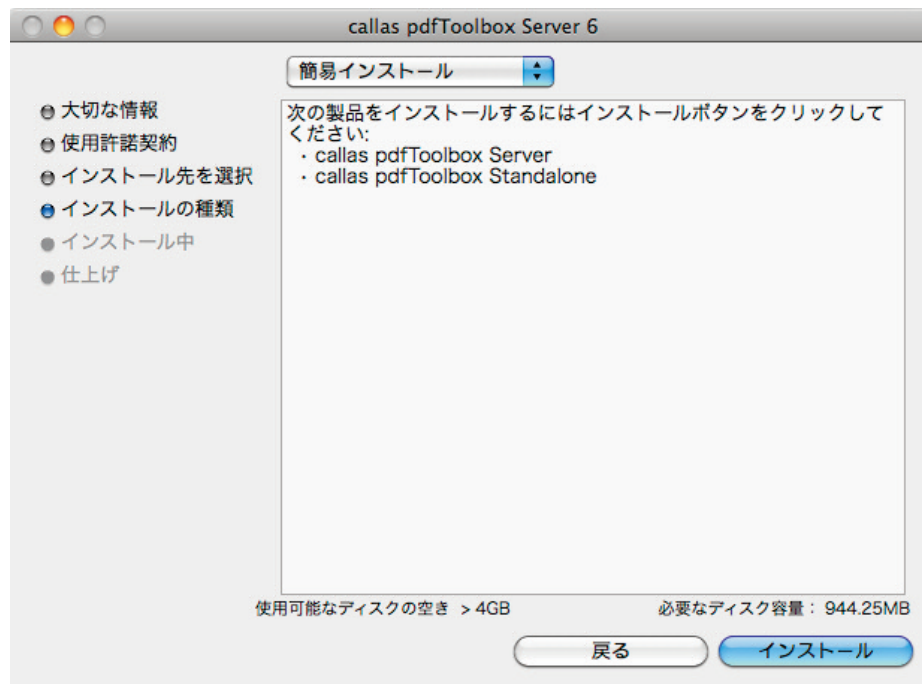 callas pdfToolbox Server 6
簡易インストール
大切な情報
使用許諾契約
インストール先を選択
インストールの種類
インストール中
仕上げ
次の製品をインストールするにはインストールボタンをクリックして
ください:
・callas pdfToolbox Server
・callas pdfToolbox Standalone
使用可能なディスクの空き > 4GB
必要なディスク容量： 944.25MB
戻る
インストール